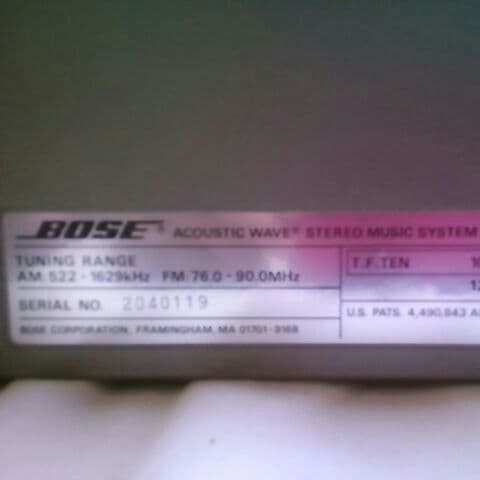 BOSE® ACOUSTIC WAVE® STEREO MUSIC SYSTEM
TUNING RANGE
AM: 522 - 1629kHz FM: 76.0 - 90.0MHz
T.F.TEN
12
SERIAL NO. 2040119
U.S. PATS. 4,490,843
BOSE CORPORATION, FRAMINGHAM, MA 01701-9168